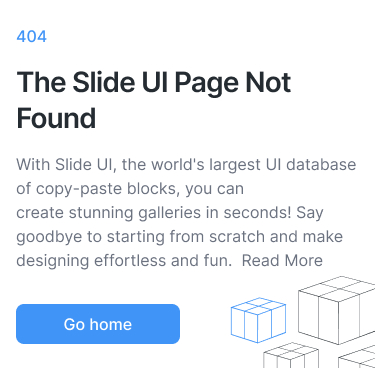 404
The Slide UI Page Not
Found
With Slide UI, the world's largest UI database
of copy-paste blocks, you can
create stunning galleries in seconds! Say
goodbye to starting from scratch and make
designing effortless and fun.  Read More
Go home